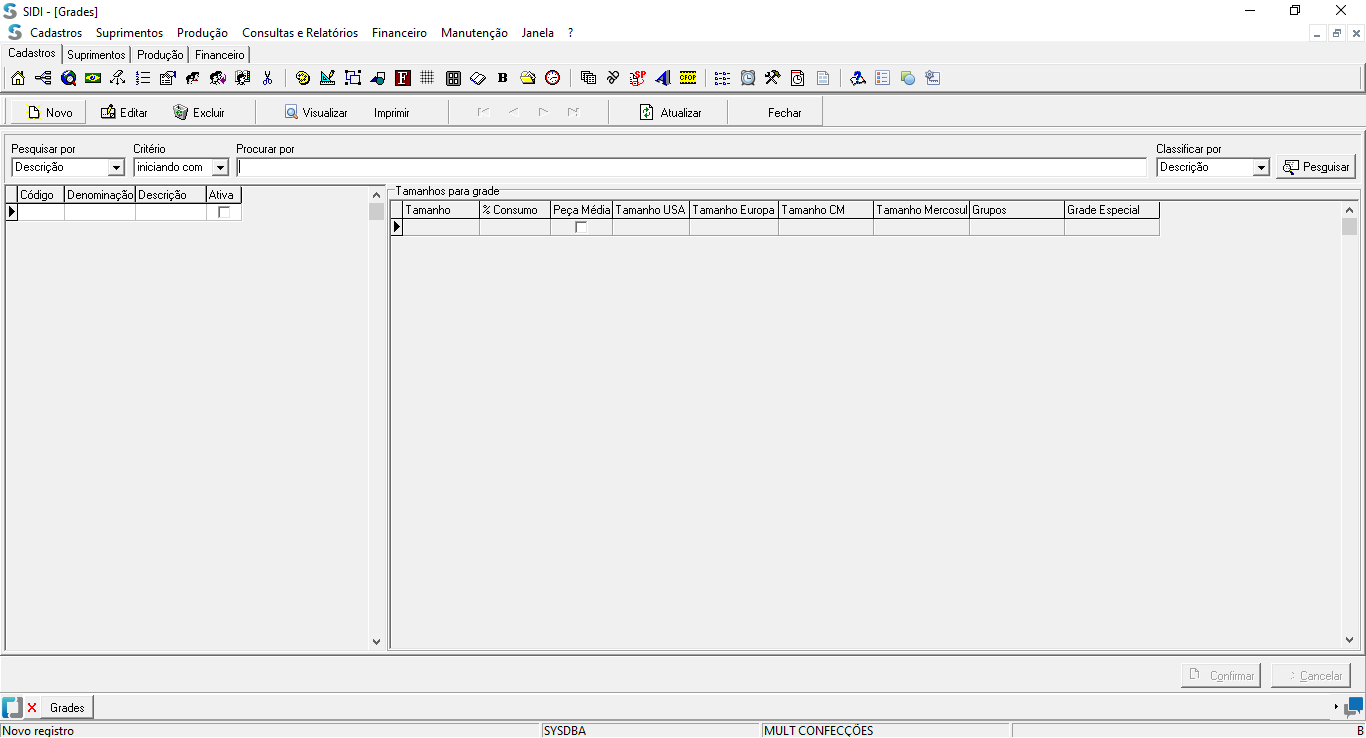 SIDI - [Grades]
Cadastros Suprimentos Produção Consultas e Relatórios Financeiro Manutenção Janela ?
Cadastros Suprimentos Produção Financeiro
F B SP CFOP
Novo Editar Excluir Visualizar Imprimir Atualizar Fechar
Pesquisar por Critério Procurar por Classificar por
Descrição iniciando com Descrição Pesguisar
Código Denominação Descrição Ativa
Tamanhos para grade
Tamanho % Consumo Peça Média Tamanho USA Tamanho Europa Tamanho CM Tamanho Mercosul Grupos Grade Especial
Confirmar Cancelar
Grades
Novo registro SYSDBA MULT CONFECÇÕES B